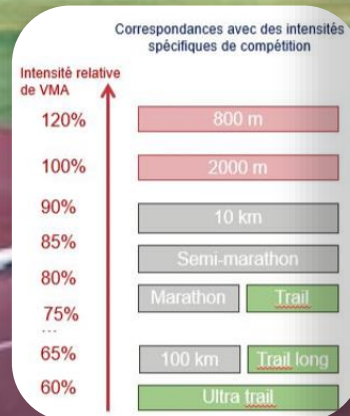 Correspondances avec des intensités
spécifiques de compétition
Intensité relative
de VMA
120%
800 m
100%
2000 m
90%
10 km
85%
Semi-marathon
80%
Marathon Trail
75%
...
65%
100 km Trail long
60%
Ultra trail